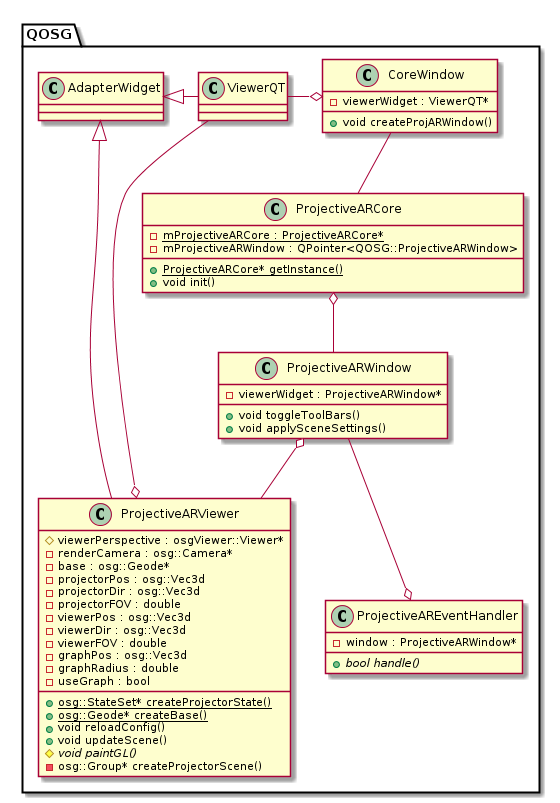 QOSG
C AdapterWidget
C ViewerQT
C CoreWindow
viewerWidget : ViewerQT*
void createProjARWindow()
C ProjectiveARCore
mProjectiveARCore : ProjectiveARCore*
mProjectiveARWindow : QPointer<QOSG::ProjectiveARWindow>
ProjectiveARCore* getInstance()
void init()
C ProjectiveARWindow
viewerWidget : ProjectiveARWindow*
void toggleToolBars()
void applySceneSettings()
C ProjectiveARViewer
viewerPerspective : osgViewer::Viewer*
renderCamera : osg::Camera*
base : osg::Geode*
projectorPos : osg::Vec3d
projectorDir : osg::Vec3d
projectorFOV : double
viewerPos : osg::Vec3d
viewerDir : osg::Vec3d
viewerFOV : double
graphPos : osg::Vec3d
graphRadius : double
useGraph : bool
osg::StateSet* createProjectorState()
osg::Geode* createBase()
void reloadConfig()
void updateScene()
void paintGL()
osg::Group* createProjectorScene()
C ProjectiveAREventHandler
window : ProjectiveARWindow*
bool handle()